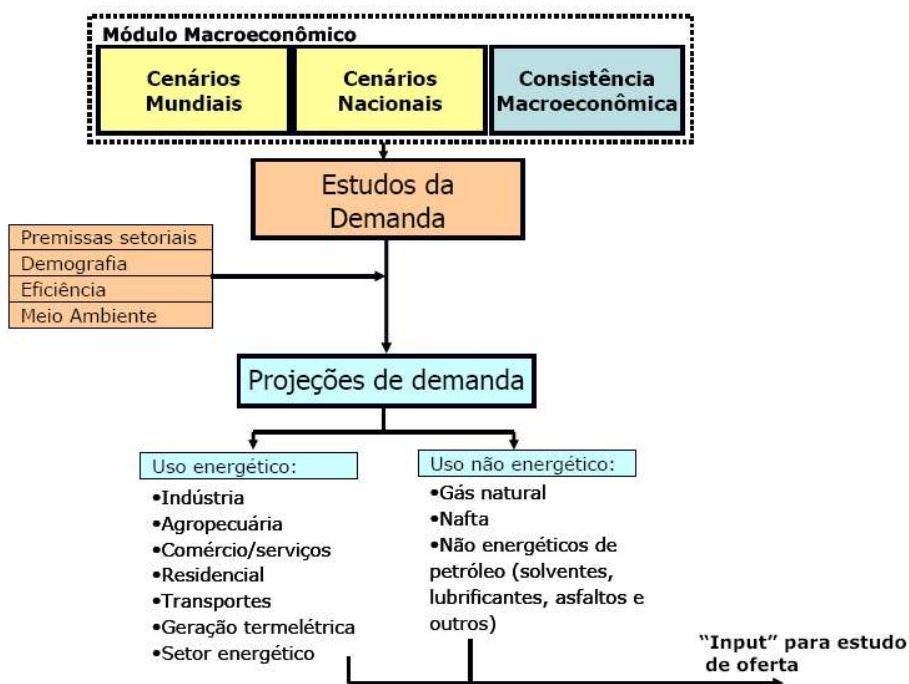 Módulo Macroeconômico
Cenários
Mundiais
Cenários
Nacionais
Consistência
Macroeconômica
Estudos da
Demanda
Premissas setoriais
Demografia
Eficiência
Meio Ambiente
Projeções de demanda
Uso energético:
•Indústria
•Agropecuária
•Comércio/serviços
•Residencial
•Transportes
•Geração termelétrica
•Setor energético
Uso não energético:
•Gás natural
•Nafta
•Não energéticos de
petróleo (solventes,
lubrificantes, asfaltos e
outros)
“Input” para estudo
de oferta